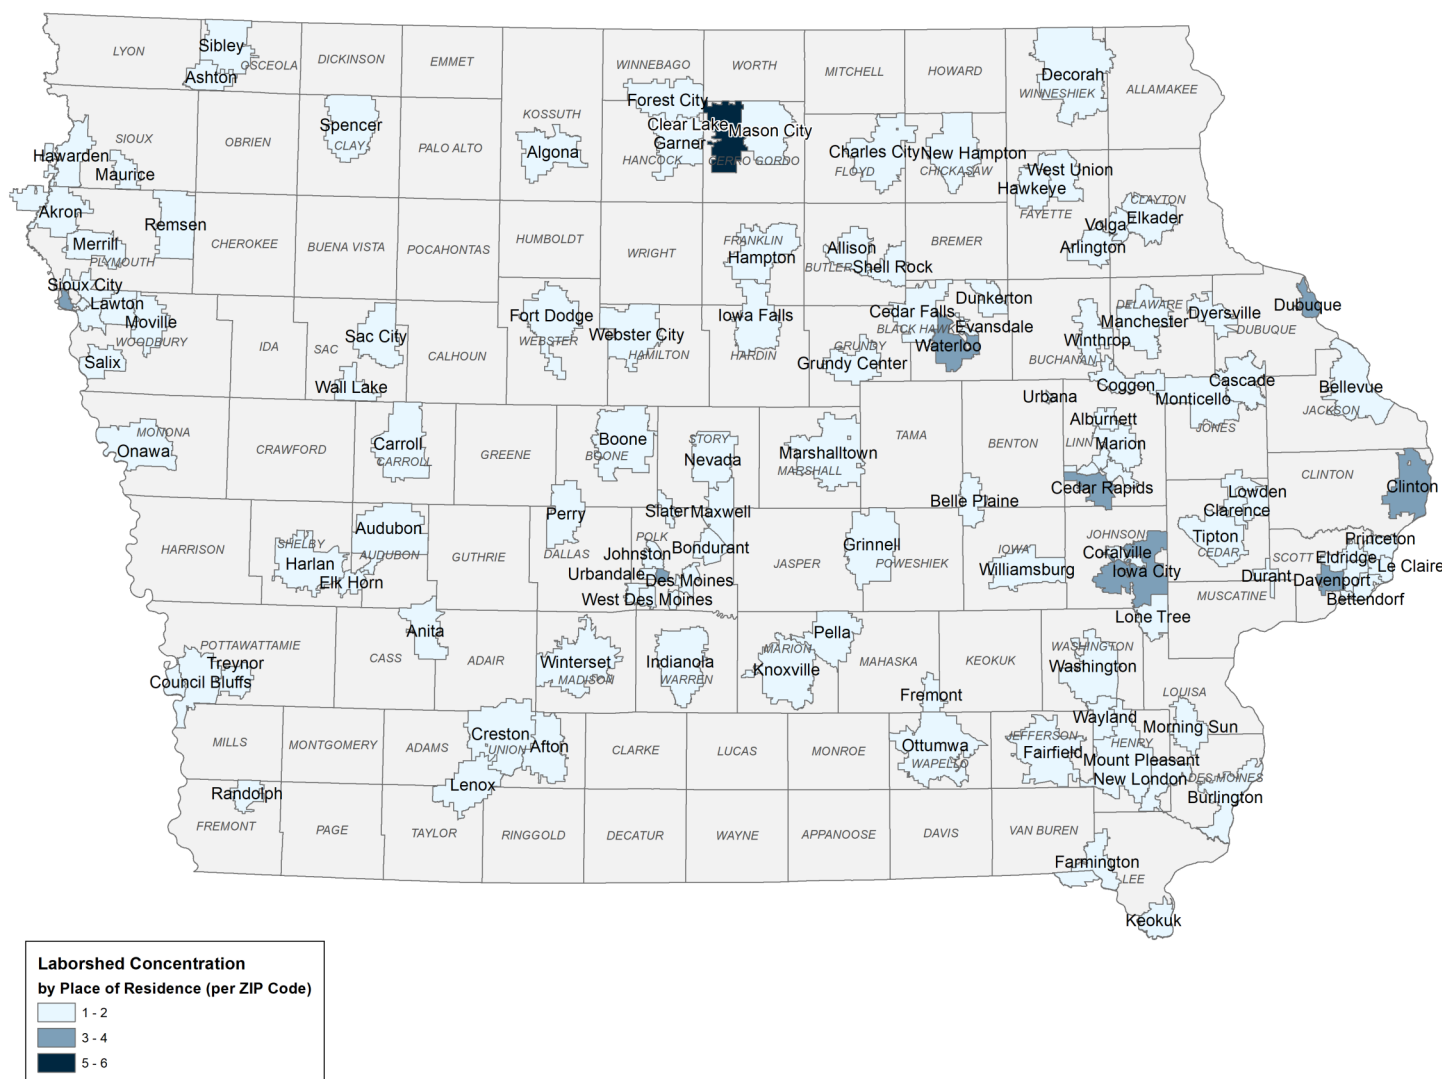 LYON
Sibley
OSCEOLA
Ashton
DICKINSON
EMMET
WINNEBAGO
WORTH
MITCHELL
HOWARD
Decorah
WINNESHIEK
ALLAMAKEE
KOSSUTH
Forest City
Clear Lake
Mason City
Garner
HANCOCK
CERRO GORDO
SIOUX
OBRIEN
Spencer
CLAY
PALO ALTO
Algona
Hawarden
Maurice
Charles City
FLOYD
New Hampton
CHICKASAW
West Union
Hawkeye
FAYETTE
CLAYTON
Elkader
Volga
Arlington
Akron
Remsen
Merrill
PLYMOUTH
CHEROKEE
BUENA VISTA
POCAHONTAS
HUMBOLDT
WRIGHT
FRANKLIN
Hampton
Allison
BUTLER
Shell Rock
BREMER
Sioux City
Lawton
Moville
WOODBURY
Salix
IDA
SAC
Sac City
Wall Lake
CALHOUN
Fort Dodge
WEBSTER
Webster City
HAMILTON
Iowa Falls
HARDIN
GRUNDY
Grundy Center
Cedar Falls
BLACK HAWK
Dunkerton
Evansdale
Waterloo
BUCHANAN
Winthrop
DELAWARE
Manchester
Dyersville
DUBUQUE
Dubuque
MONONA
Onawa
CRAWFORD
Carroll
CARROLL
GREENE
Boone
BOONE
STORY
Nevada
Marshalltown
MARSHALL
TAMA
BENTON
Urbana
Coggon
Alburnett
LINN
Marion
Cedar Rapids
Monticello
Cascade
JONES
Bellevue
JACKSON
CLINTON
Clinton
HARRISON
SHELBY
Harlan
Audubon
AUDUBON
Elk Horn
GUTHRIE
Perry
DALLAS
Slater
Maxwell
POLK
Johnston
Bondurant
Urbandale
Des Moines
West Des Moines
JASPER
Grinnell
POWESHIEK
Belle Plaine
IOWA
Williamsburg
JOHNSON
Coralville
Iowa City
Lone Tree
Lowden
Clarence
Tipton
CEDAR
Durant
SCOTT
Princeton
Eldridge
Le Claire
Davenport
Bettendorf
MUSCATINE
POTTAWATTAMIE
Treynor
Council Bluffs
CASS
Anita
ADAIR
Winterset
MADISON
Indianola
WARREN
MARION
Knoxville
Pella
MAHASKA
KEOKUK
WASHINGTON
Washington
LOUISA
MILLS
MONTGOMERY
ADAMS
Creston
UNION
Afton
Lenox
CLARKE
LUCAS
MONROE
Fremont
Ottumwa
WAPELLO
JEFFERSON
Fairfield
Wayland
HENRY
Mount Pleasant
New London
Morning Sun
DES MOINES
Burlington
Randolph
FREMONT
PAGE
TAYLOR
RINGGOLD
DECATUR
WAYNE
APPANOOSE
DAVIS
VAN BUREN
Farmington
LEE
Keokuk
Laborshed Concentration
by Place of Residence (per ZIP Code)
1 - 2
3 - 4
5 - 6